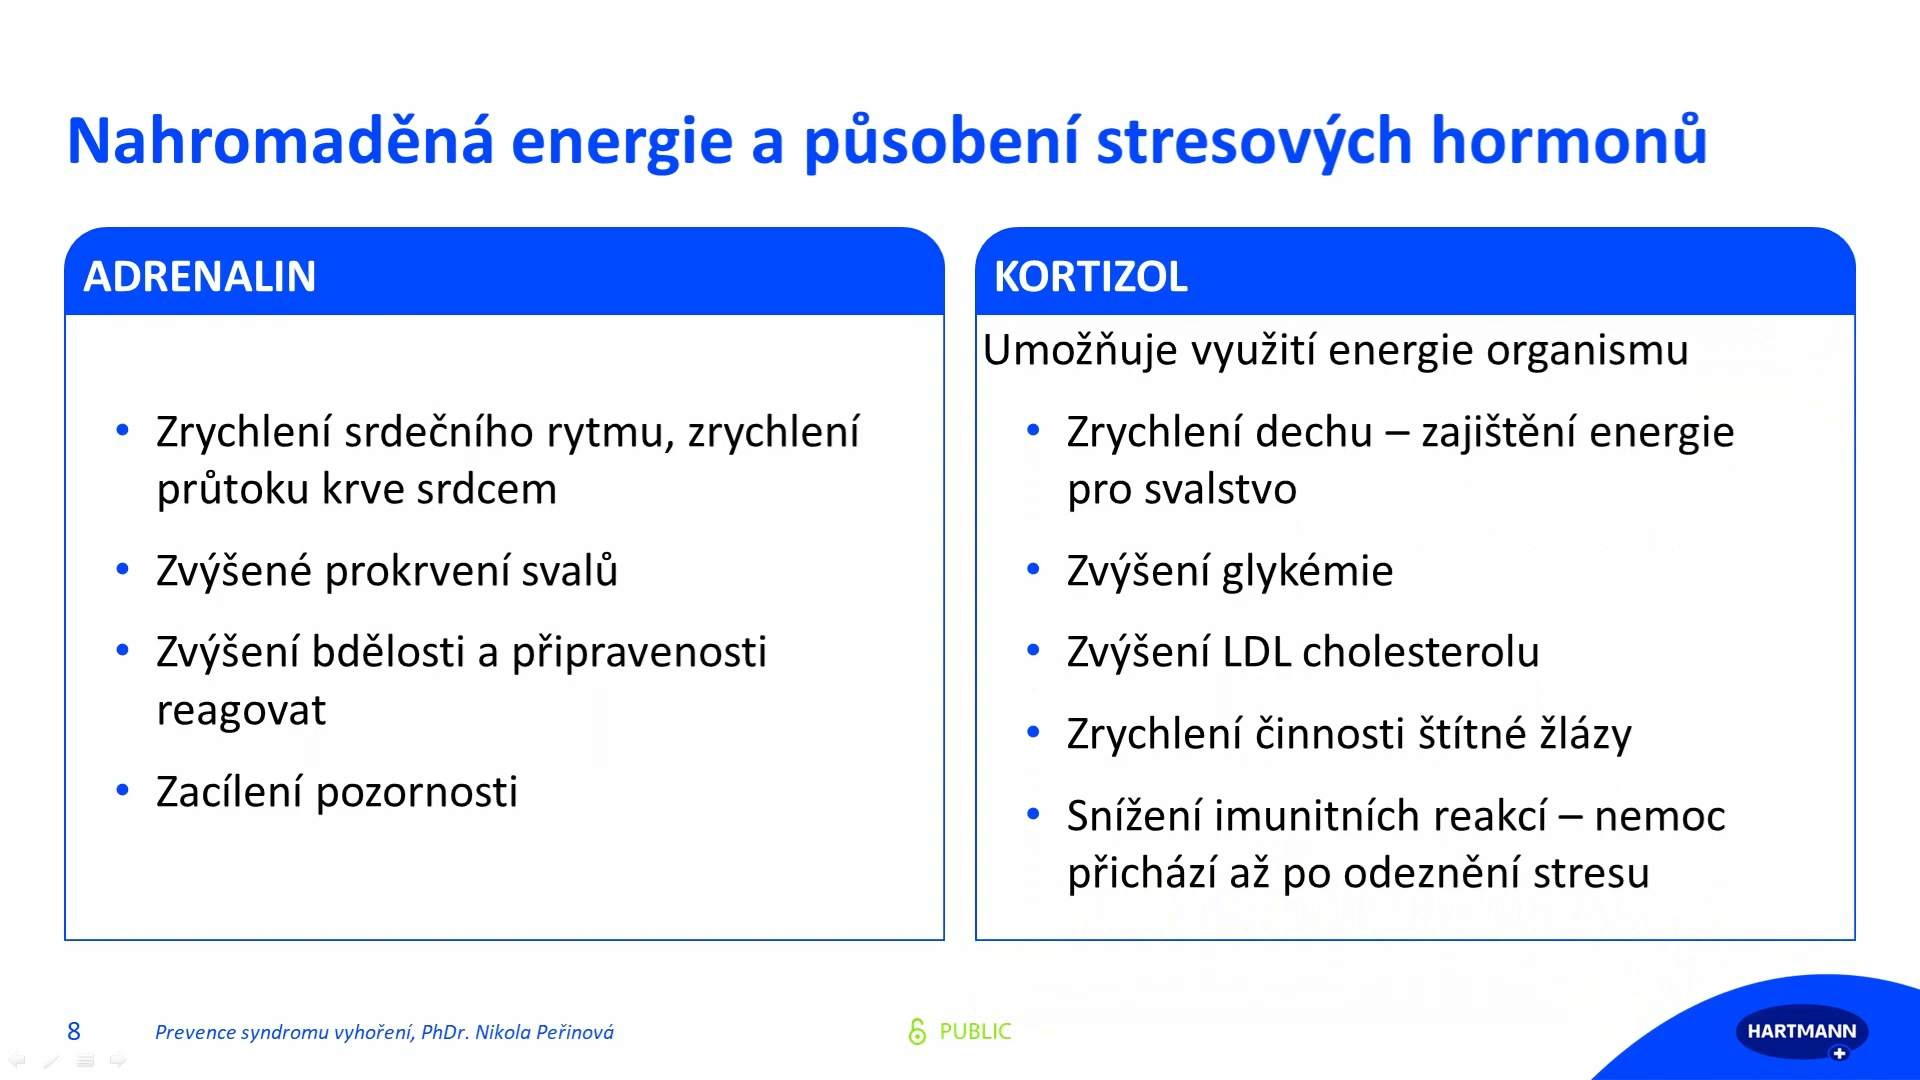 Nahromaděná energie a působení stresových hormonů
ADRENALIN
• Zrychlení srdečního rytmu, zrychlení
průtoku krve srdcem
• Zvýšené prokrvení svalů
• Zvýšení bdělosti a připravenosti
reagovat
• Zacílení pozornosti
KORTIZOL
Umožňuje využití energie organismu
• Zrychlení dechu – zajištění energie
pro svalstvo
• Zvýšení glykémie
• Zvýšení LDL cholesterolu
• Zrychlení činnosti štítné žlázy
• Snížení imunitních reakcí – nemoc
přichází až po odeznění stresu
8
Prevence syndromu vyhoření, PhDr. Nikola Peřinová
PUBLIC
HARTMANN